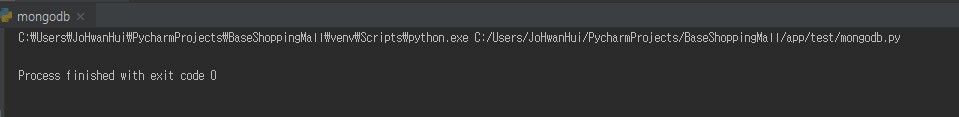 mongodb
C:₩Users₩JoHwanHui₩PycharmProjects₩BaseShoppingMall₩venv₩Scripts₩python.exe C:/Users/JoHwanHui/PycharmProjects/BaseShoppingMall/app/test/mongodb.py
Process finished with exit code 0